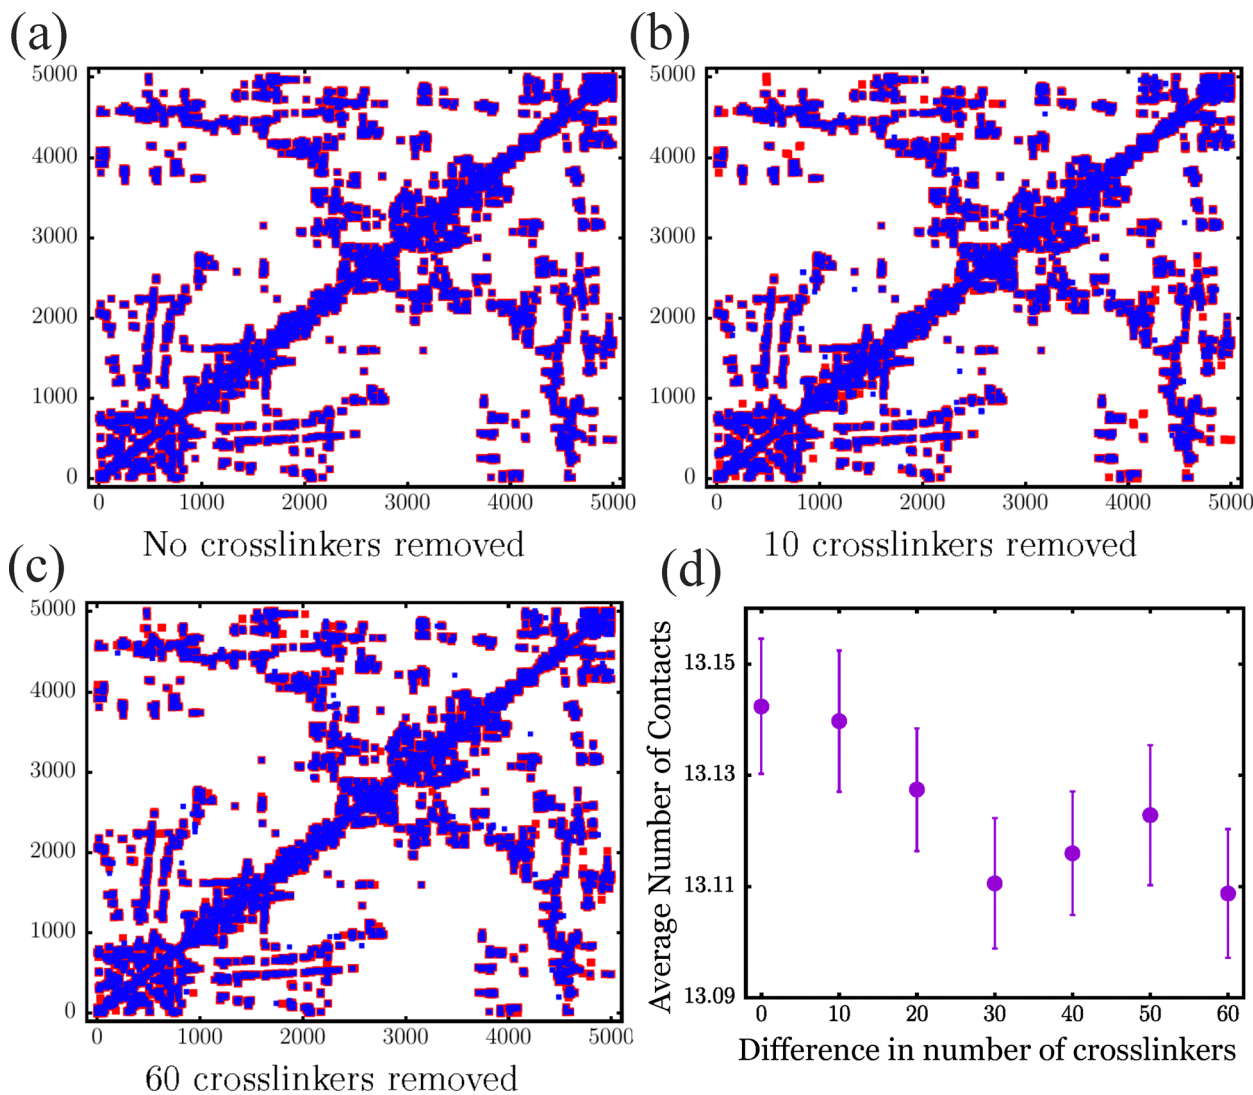 (a)
5000
4000
3000
2000
1000
0
0 1000 2000 3000 4000 5000
No crosslinkers removed
(b)
5000
4000
3000
2000
1000
0
0 1000 2000 3000 4000 5000
10 crosslinkers removed
(c)
5000
4000
3000
2000
1000
0
0 1000 2000 3000 4000 5000
60 crosslinkers removed
(d)
Average Number of Contacts
13.15
13.13
13.11
13.09
0 10 20 30 40 50 60
Difference in number of crosslinkers